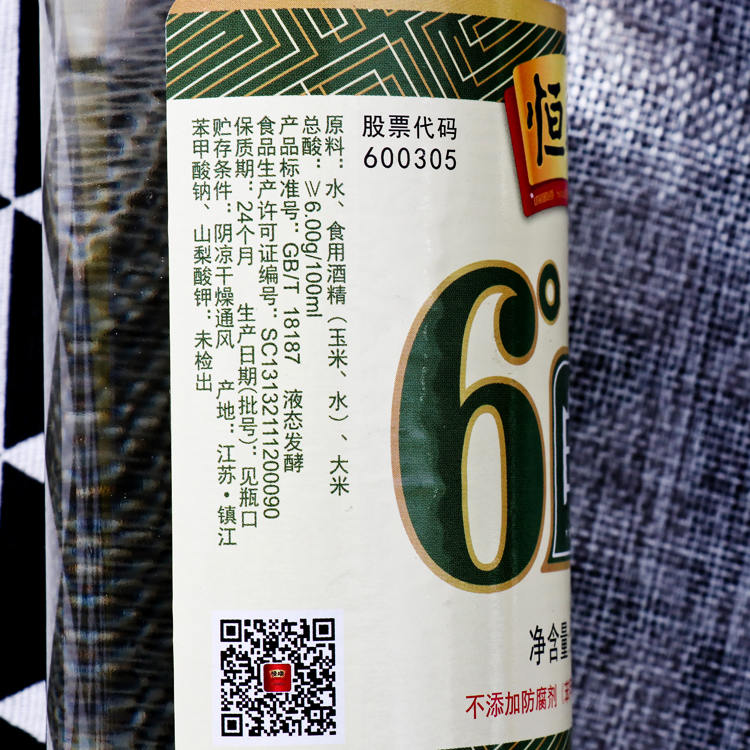 股票代码
600305
原料：水、食用酒精（玉米、水）、大米
总酸：≥6.00g/100ml
产品标准号：GB/T 18187 液态发酵
食品生产许可证编号：SC13132111200090
保质期：24个月 生产日期(批号)：见瓶口
贮存条件：阴凉干燥通风 产地：江苏·镇江
苯甲酸钠、山梨酸钾：未检出
恒
6°
净含量
不添加防腐剂
恒顺